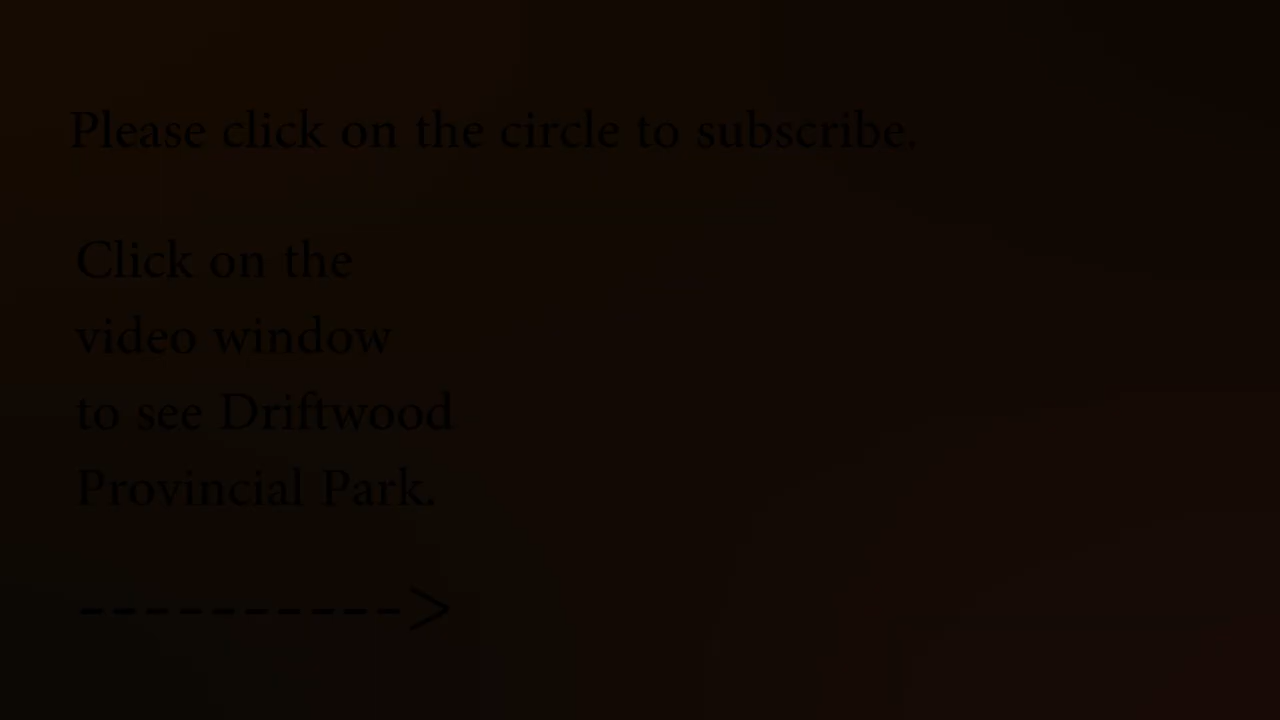 Please click on the circle to subscribe.
Click on the
video window
to see Driftwood
Provincial Park.
---------->